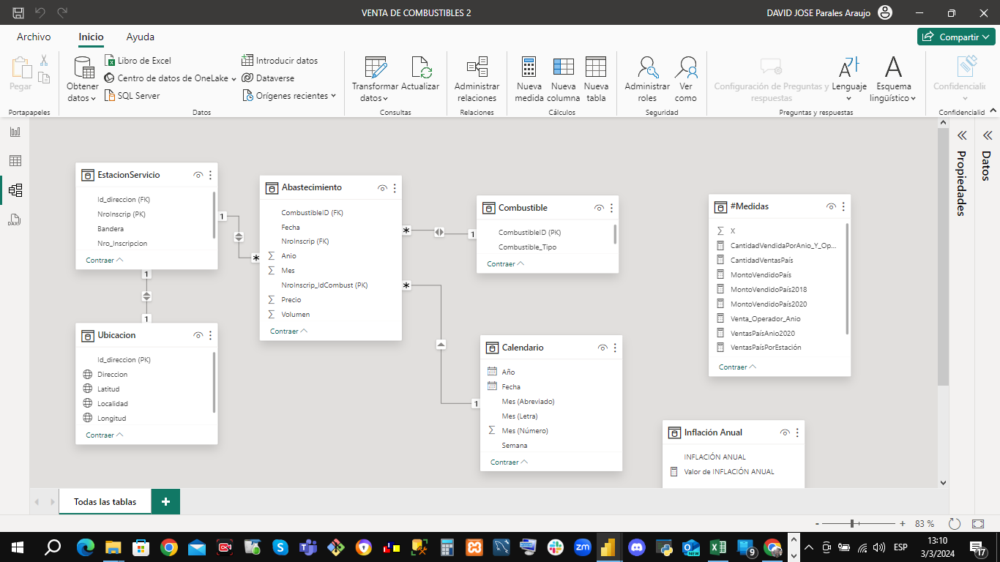 VENTA DE COMBUSTIBLES 2
DAVID JOSE Parales Araujo
Archivo
Inicio
Ayuda
Compartir
Pegar
Portapapeles
Obtener
datos
Libro de Excel
Centro de datos de OneLake
SQL Server
Introducir datos
Dataverse
Orígenes recientes
Datos
Transformar
datos
Actualizar
Consultas
Administrar
relaciones
Relaciones
Nueva
medida
Nueva
columna
Nueva
tabla
Cálculos
Administrar
roles
Ver
como
Seguridad
Configuración de Preguntas y
respuestas
Lenguaje
Esquema
lingüístico
Preguntas y respuestas
Confidenciali
Confidencialid
DAX
EstacionServicio
Id_direccion (FK)
NroInscrip (PK)
Bandera
Nro_Inscripcion
Contraer
1
*
1
1
Ubicacion
Id_direccion (PK)
Direccion
Latitud
Localidad
Longitud
Contraer
Abastecimiento
CombustibleID (FK)
Fecha
NroInscrip (FK)
Anio
Mes
NroInscrip_IdCombust (PK)
Precio
Volumen
Contraer
*
1
*
1
Combustible
CombustibleID (PK)
Combustible_Tipo
Contraer
Calendario
Año
Fecha
Mes (Abreviado)
Mes (Letra)
Mes (Número)
Semana
Contraer
#Medidas
X
CantidadVendidaPorAnio_Y_Op...
CantidadVentasPaís
MontoVendidoPaís
MontoVendidoPaís2018
MontoVendidoPaís2020
Venta_Operador_Anio
VentasPaísAnio2020
VentasPaísPorEstación
Contraer
Inflación Anual
INFLACIÓN ANUAL
Valor de INFLACIÓN ANUAL
Propiedades
Datos
Todas las tablas
+
- + 83 %
zm
NEW
9
ESP
13:10
3/3/2024
17